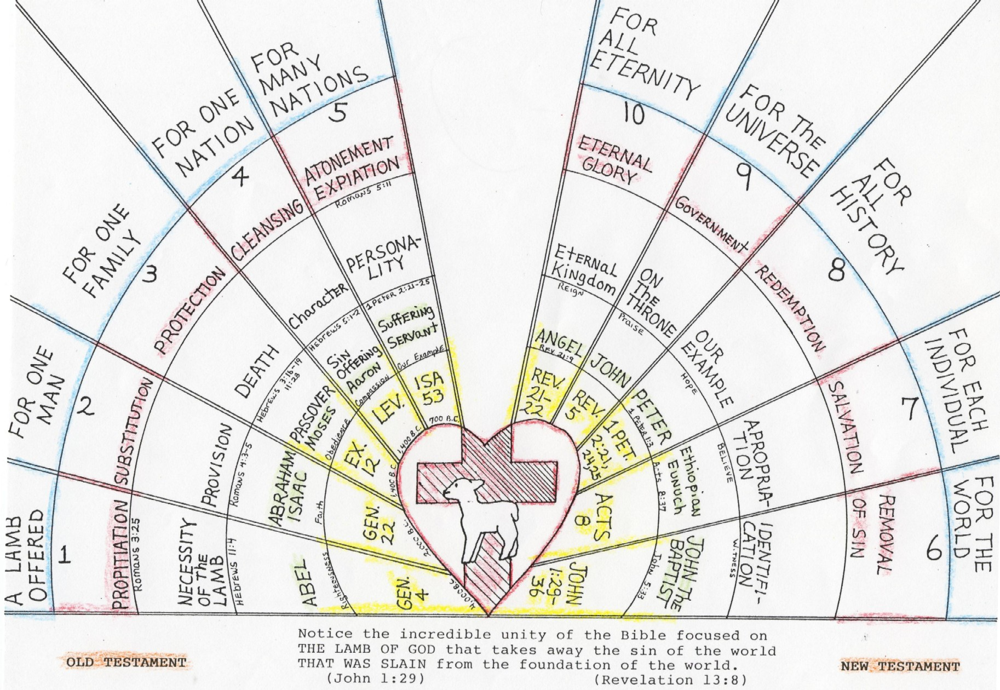 A LAMB
OFFERED
1
PROPITIATION
Romans 3:25
NECESSITY
OF The
LAMB
Hebrews 11:4
ABEL
Righteousness
GEN.
4
4,000 B.C.
FOR ONE
MAN
2
SUBSTITUTION
PROVISION
Romans 4:3-5
ABRAHAM
ISAAC
Faith
GEN.
22
2,000 B.C.
FOR ONE
FAMILY
3
PROTECTION
DEATH
Hebrews 3:16-19
11:28
PASSOVER
MOSES
Obedience
EX.
12
1,400 B.C.
FOR ONE
NATION
4
CLEANSING
Character
Hebrews 5:1-2
Sin
Offering
Aaron
Compassion
LEV.
1,400 B.C.
FOR
MANY
NATIONS
5
ATONEMENT
EXPIATION
Romans 5:11
PERSONA-
LITY
1 PETER 2:21-25
Suffering
Servant
Our Example
ISA
53
700 B.C.
FOR
ALL
ETERNITY
10
ETERNAL
GLORY
ETERNAL
Kingdom
REIGN
ANGEL
REV. 21:9
REV.
21-
22
FOR The
UNIVERSE
9
GOVERNMENT
ON
The
THRONE
Praise
JOHN
REV.
5
FOR
ALL
HISTORY
8
REDEMPTION
OUR
EXAMPLE
Hope
PETER
1 Peter 1:3
1 PET.
2:21,
24,25
FOR EACH
INDIVIDUAL
7
SALVATION
APROPRIA-
TION
BELIEVE
Ethiopian
Eunuch
Acts 8:37
ACTS
8
FOR THE
WORLD
6
REMOVAL
OF SIN
IDENTIFI-
CATION
WITNESS
JOHN The
BAPTIST
John 5:33
JOHN
1:29-
36
Notice the incredible unity of the Bible focused on
THE LAMB OF GOD that takes away the sin of the world
THAT WAS SLAIN from the foundation of the world.
(John 1:29) (Revelation 13:8)
OLD TESTAMENT
NEW TESTAMENT